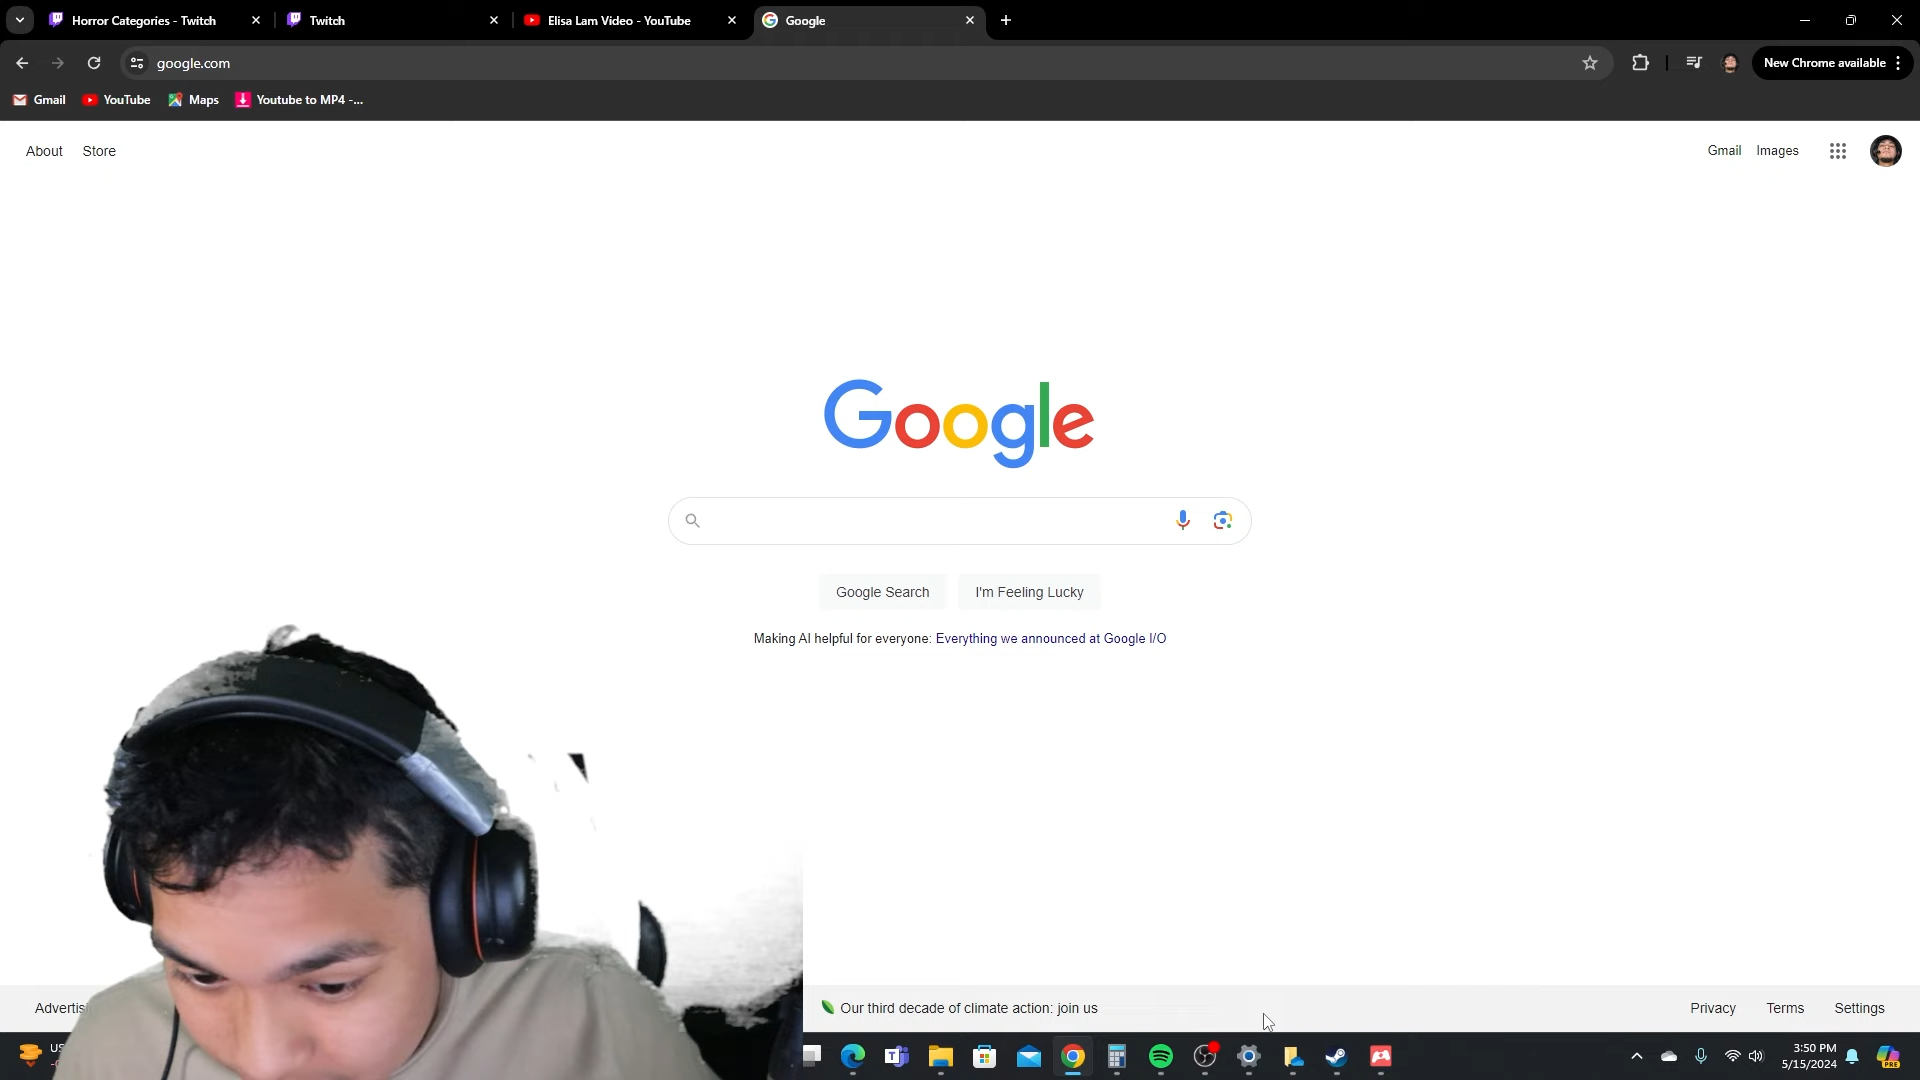 Horror Categories - Twitch
Twitch
Elisa Lam Video - YouTube
Google
google.com
New Chrome available
Gmail
YouTube
Maps
Youtube to MP4 -...
About
Store
Gmail
Images
Google
Google Search
I'm Feeling Lucky
Making AI helpful for everyone: Everything we announced at Google I/O
Our third decade of climate action: join us
Privacy
Terms
Settings
3:50 PM
5/15/2024
PRE